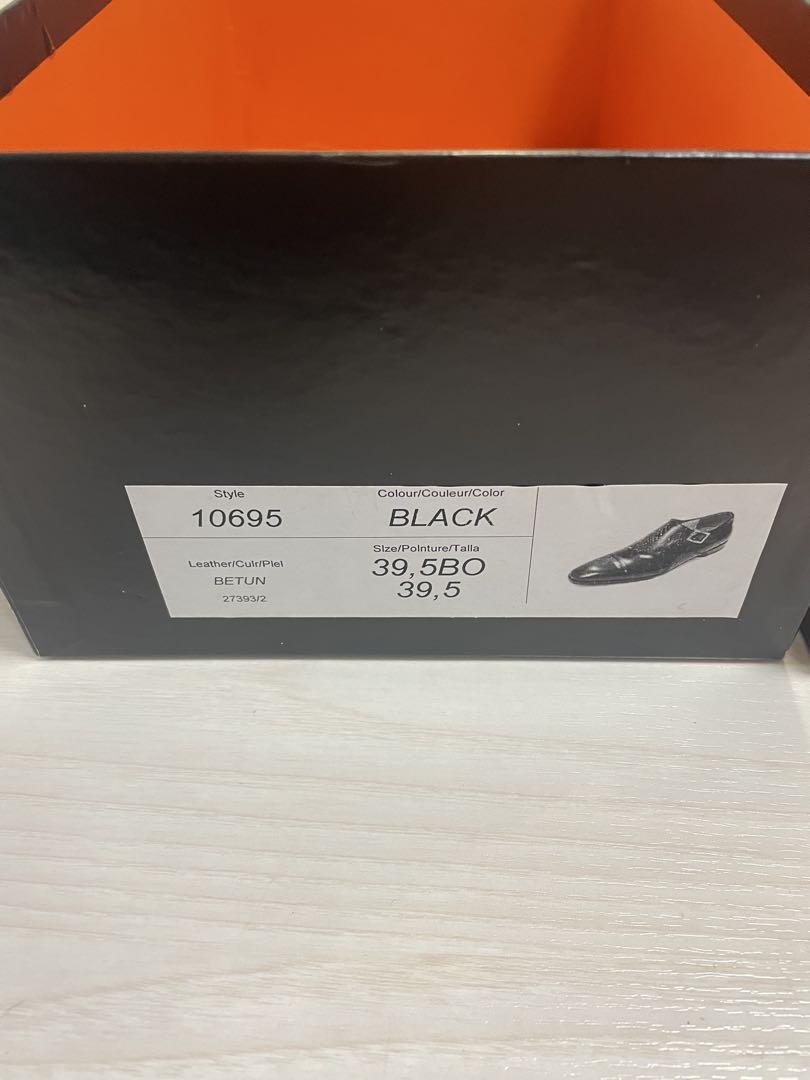 Style
10695
Colour/Couleur/Color
BLACK
Leather/Cuir/Piel
BETUN
27393/2
Size/Pointure/Talla
39,5BO
39,5